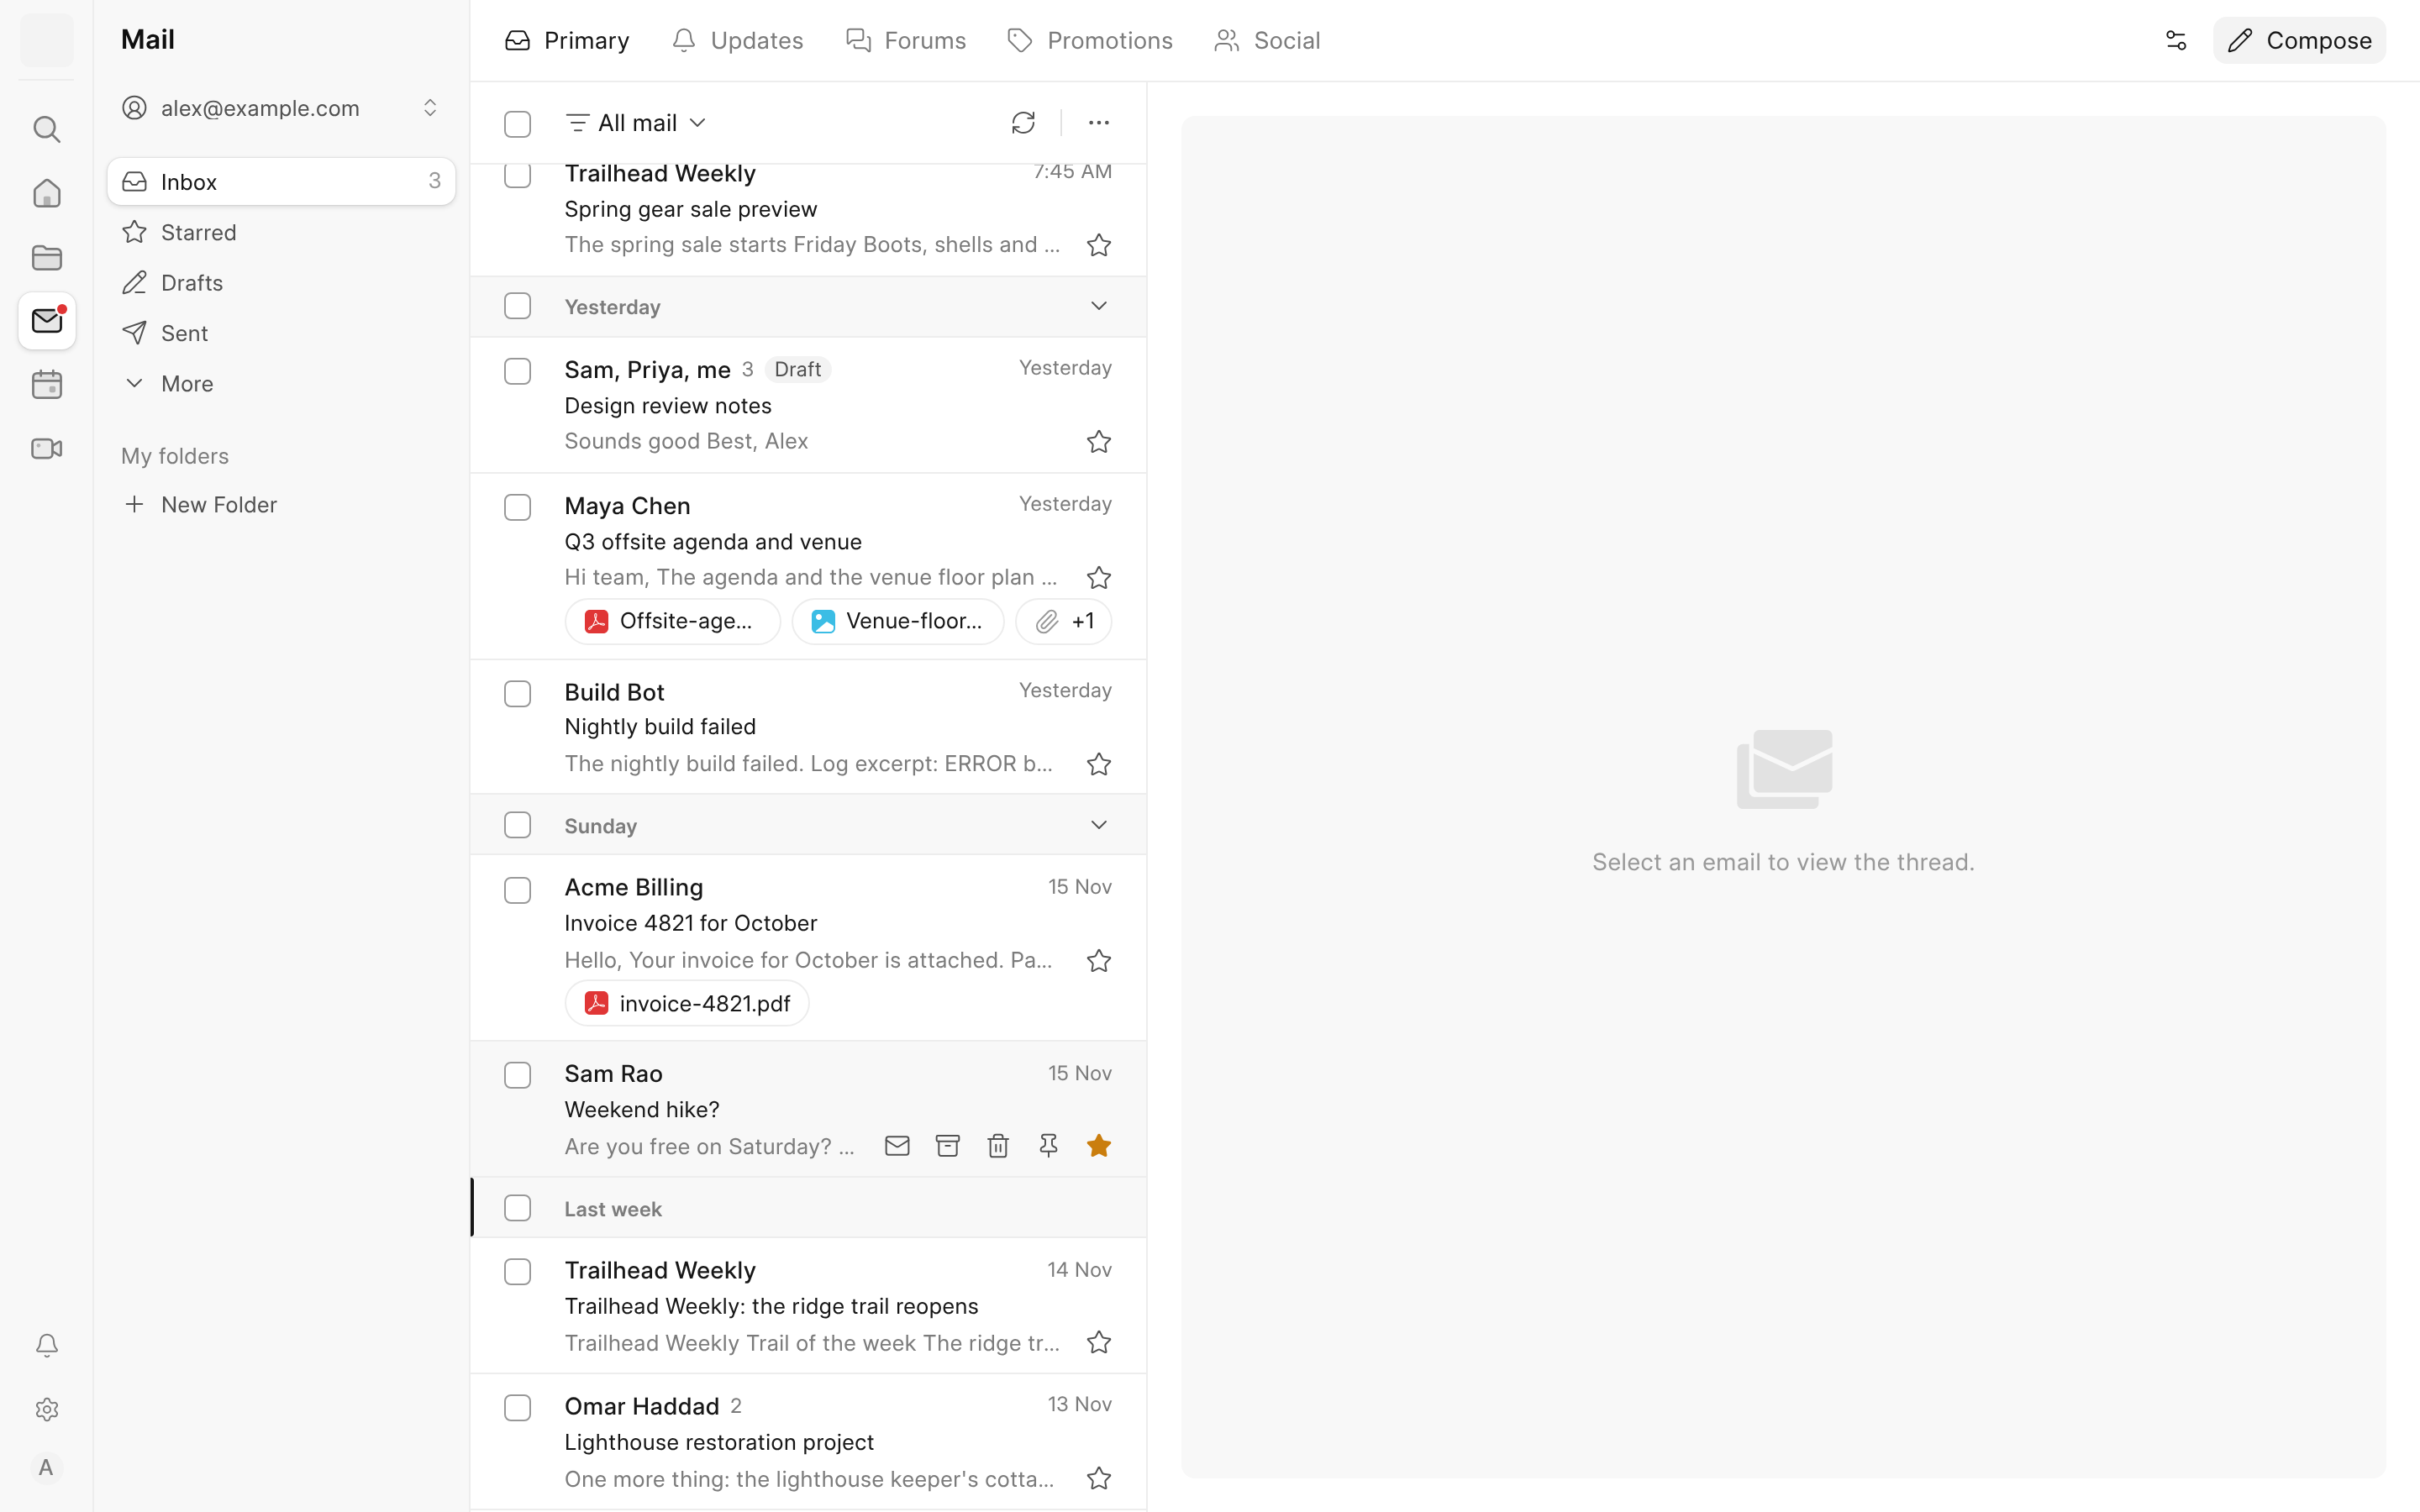 Mail
alex@example.com
Inbox 3
Starred
Drafts
Sent
More
My folders
New Folder
A
Primary Updates Forums Promotions Social Compose
All mail
Trailhead Weekly 7:45 AM
Spring gear sale preview
The spring sale starts Friday Boots, shells and ...
Yesterday
Sam, Priya, me 3 Draft Yesterday
Design review notes
Sounds good Best, Alex
Maya Chen Yesterday
Q3 offsite agenda and venue
Hi team, The agenda and the venue floor plan ...
Offsite-age... Venue-floor... +1
Build Bot Yesterday
Nightly build failed
The nightly build failed. Log excerpt: ERROR b...
Sunday
Acme Billing 15 Nov
Invoice 4821 for October
Hello, Your invoice for October is attached. Pa...
invoice-4821.pdf
Sam Rao 15 Nov
Weekend hike?
Are you free on Saturday? ...
Last week
Trailhead Weekly 14 Nov
Trailhead Weekly: the ridge trail reopens
Trailhead Weekly Trail of the week The ridge tr...
Omar Haddad 2 13 Nov
Lighthouse restoration project
One more thing: the lighthouse keeper's cotta...
Select an email to view the thread.